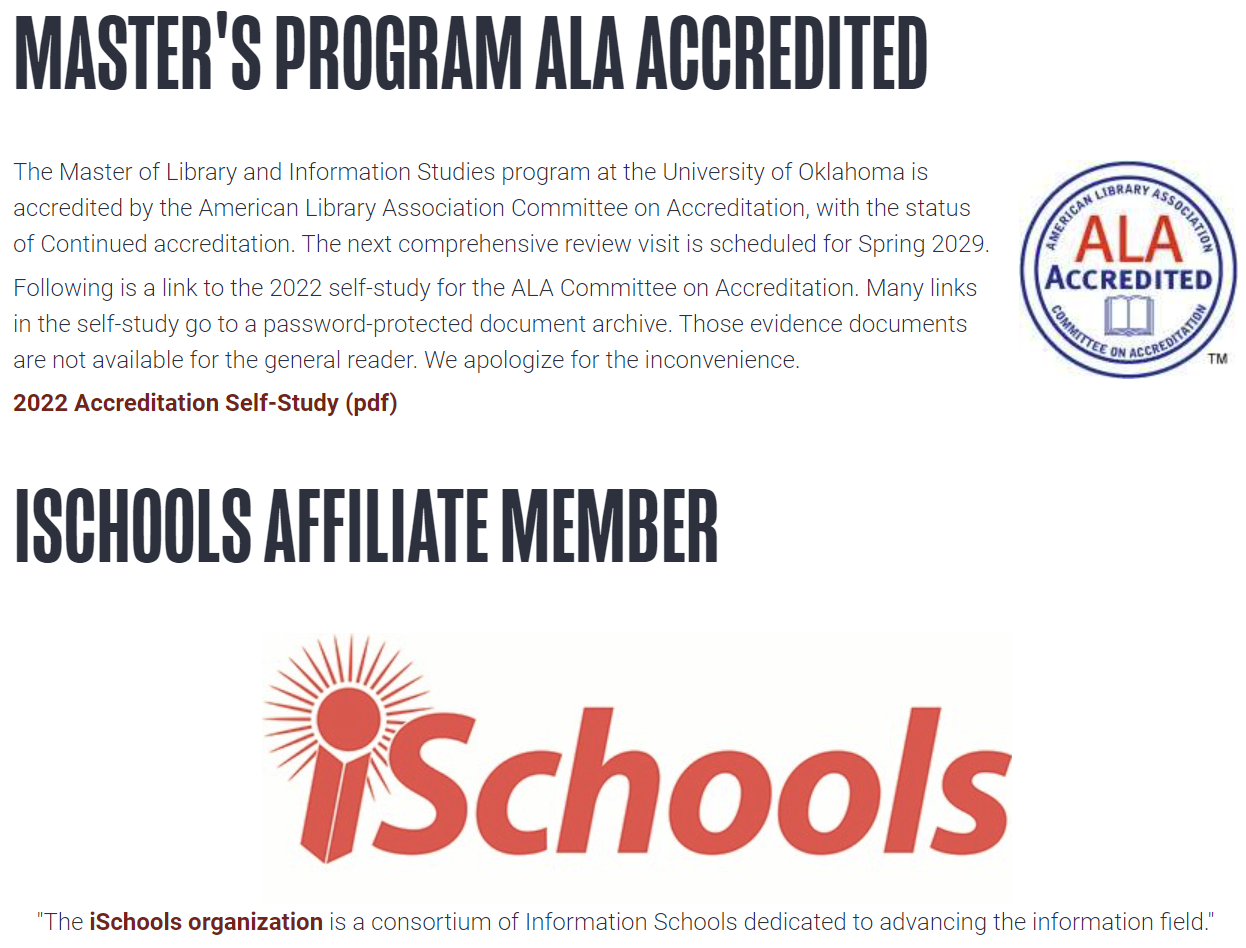 MASTER'S PROGRAM ALA ACCREDITED
The Master of Library and Information Studies program at the University of Oklahoma is
accredited by the American Library Association Committee on Accreditation, with the status
of Continued accreditation. The next comprehensive review visit is scheduled for Spring 2029.
Following is a link to the 2022 self-study for the ALA Committee on Accreditation. Many links
in the self-study go to a password-protected document archive. Those evidence documents
are not available for the general reader. We apologize for the inconvenience.
2022 Accreditation Self-Study (pdf)
AMERICAN LIBRARY ASSOCIATION
ALA
ACCREDITED
COMMITTEE ON ACCREDITATION
TM
ISCHOOLS AFFILIATE MEMBER
iSchools
"The iSchools organization is a consortium of Information Schools dedicated to advancing the information field."